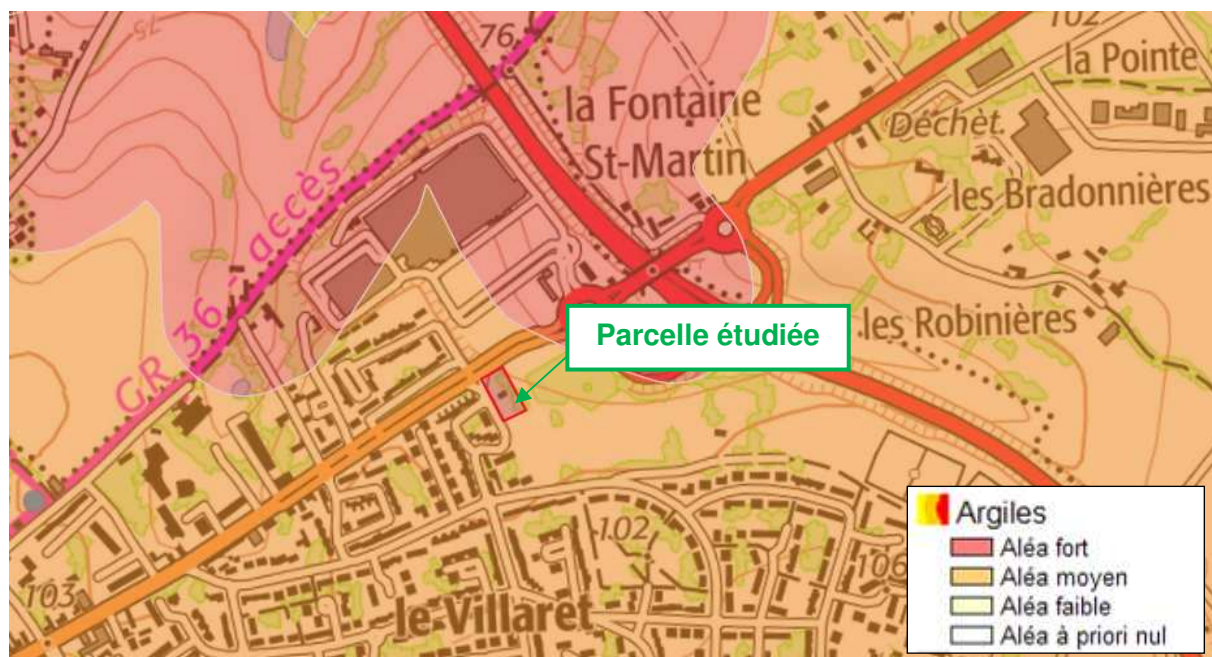 75
76
102
la Pointe
la Fontaine
St-Martin
Déchèt.
les Bradonnières
GR 36 - accès
Parcelle étudiée
les Robinières
102
106
103
le Villaret
Argiles
Aléa fort
Aléa moyen
Aléa faible
Aléa à priori nul